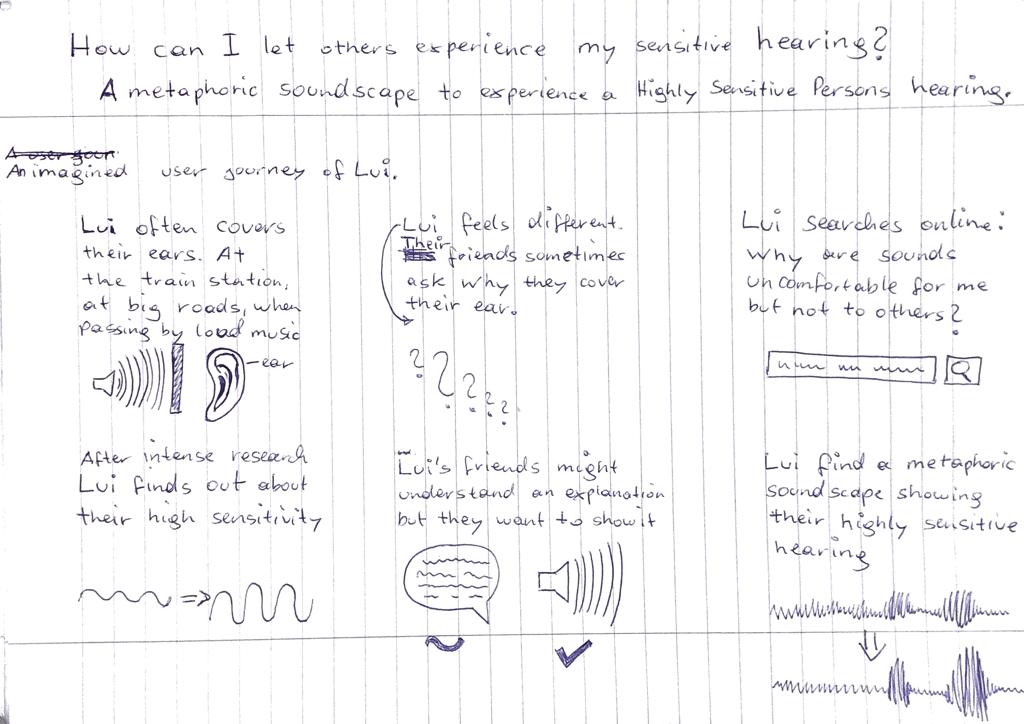 How can I let others experience my sensitive hearing?
A metaphoric soundscape to experience a Highly Sensitive Persons hearing.
An imagined user journey of Lui.
Lui often covers
their ears. At
the train station,
at big roads, when
passing by load music
ear
Lui feels different.
Their friends sometimes
ask why they cover
their ear.
? ? ? ? ?
Lui searches online:
Why are sounds
uncomfortable for me
but not to others?
After intense research
Lui finds out about
their high sensitivity
Lui's friends might
understand an explanation
but they want to show it
Lui find a metaphoric
soundscape showing
their highly sensitive
hearing